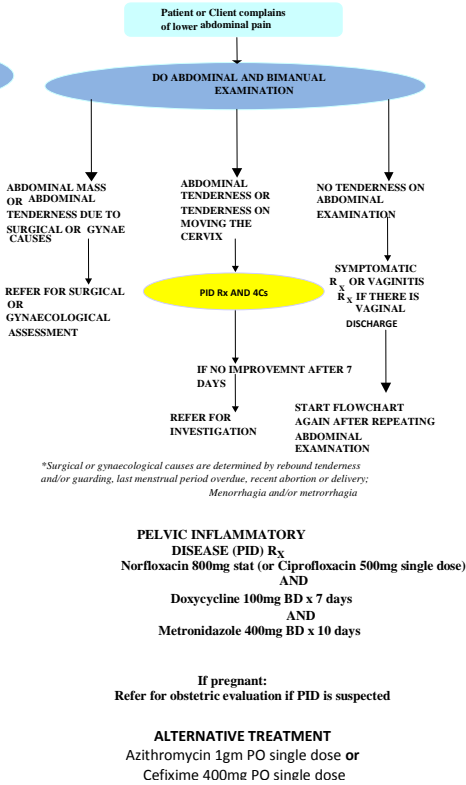 Patient or Client complains
of lower abdominal pain
DO ABDOMINAL AND BIMANUAL
EXAMINATION
ABDOMINAL MASS
OR ABDOMINAL
TENDERNESS DUE TO
SURGICAL OR GYNAE
CAUSES
ABDOMINAL
TENDERNESS OR
TENDERNESS ON
MOVING THE
CERVIX
NO TENDERNESS ON
ABDOMINAL
EXAMINATION
REFER FOR SURGICAL
OR
GYNAECOLOGICAL
ASSESSMENT
PID Rx AND 4Cs
SYMPTOMATIC
RX OR VAGINITIS
RX IF THERE IS
VAGINAL
DISCHARGE
IF NO IMPROVEMNT AFTER 7
DAYS
REFER FOR
INVESTIGATION
START FLOWCHART
AGAIN AFTER REPEATING
ABDOMINAL
EXAMNATION
*Surgical or gynaecological causes are determined by rebound tenderness
and/or guarding, last menstrual period overdue, recent abortion or delivery;
Menorrhagia and/or metrorrhagia
PELVIC INFLAMMATORY
DISEASE (PID) RX
Norfloxacin 800mg stat (or Ciprofloxacin 500mg single dose)
AND
Doxycycline 100mg BD x 7 days
AND
Metronidazole 400mg BD x 10 days
If pregnant:
Refer for obstetric evaluation if PID is suspected
ALTERNATIVE TREATMENT
Azithromycin 1gm PO single dose or
Cefixime 400mg PO single dose